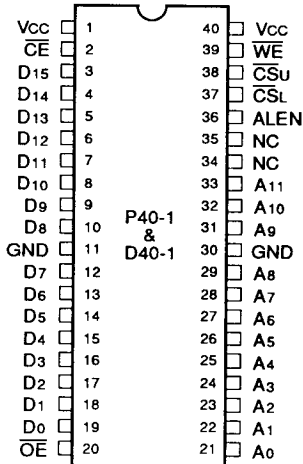 Vcc 1 40 Vcc
CE 2 39 WE
D15 3 38 CSU
D14 4 37 CSL
D13 5 36 ALEN
D12 6 35 NC
D11 7 34 NC
D10 8 33 A11
D9 9 32 A10
D8 10 P40-1 31 A9
GND 11 & 30 GND
D7 12 D40-1 29 A8
D6 13 28 A7
D5 14 27 A6
D4 15 26 A5
D3 16 25 A4
D2 17 24 A3
D1 18 23 A2
D0 19 22 A1
OE 20 21 A0